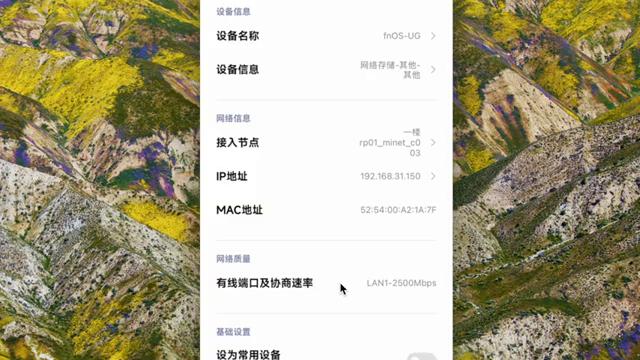 设备信息
设备名称 fnOS-UG
设备信息 网络存储-其他-
其他
网络信息
接入节点 一楼
rp01_minet_c0
03
IP地址 192.168.31.150
MAC地址 52:54:00:A2:1A:7F
网络质量
有线端口及协商速率 LAN1-2500Mbps
基础设置
设为常用设备